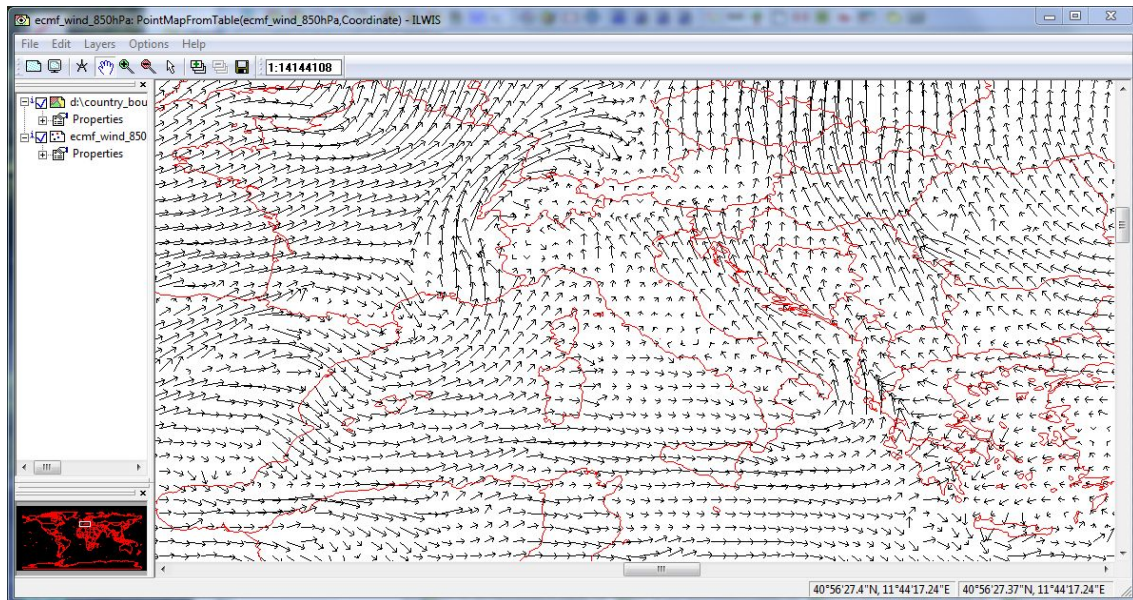 ecmf_wind_850hPa: PointMapFromTable(ecmf_wind_850hPa,Coordinate) - ILWIS
File Edit Layers Options Help
1:14144108
d:\country_bou
Properties
ecmf_wind_850
Properties
40°56'27.4"N, 11°44'17.24"E 40°56'27.37"N, 11°44'17.24"E